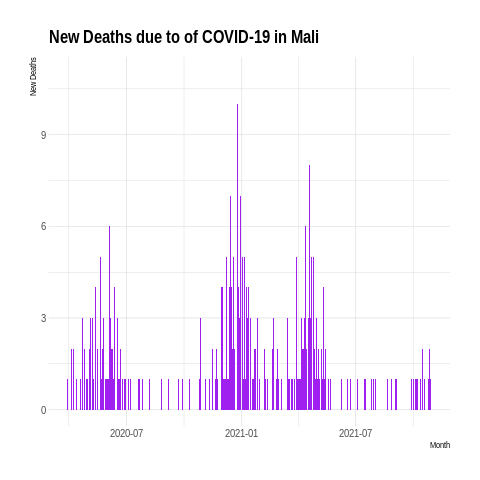 New Deaths due to of COVID-19 in Mali
New Deaths
9
6
3
0
2020-07
2021-01
2021-07
Month